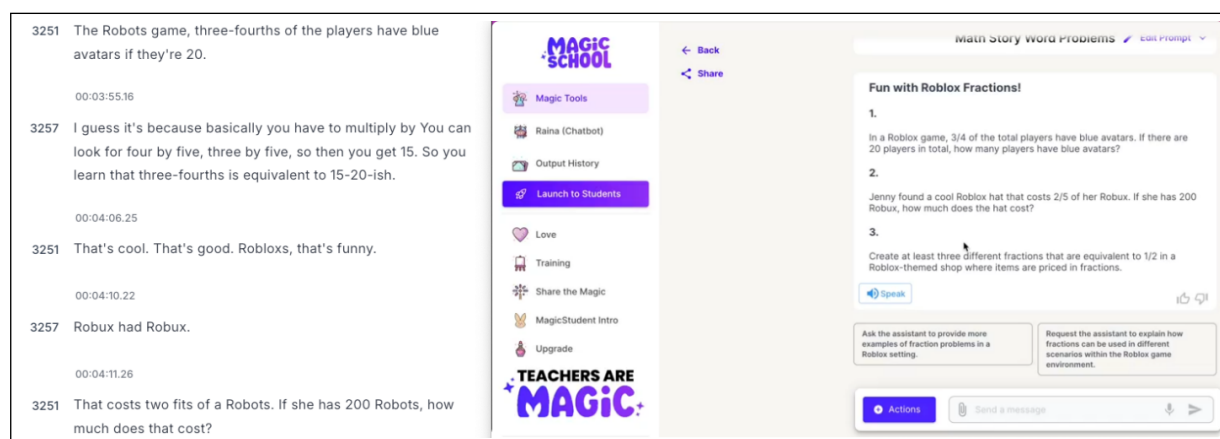 3251 The Robots game, three-fourths of the players have blue
avatars if they're 20.
00:03:55.16
3257 I guess it's because basically you have to multiply by You can
look for four by five, three by five, so then you get 15. So you
learn that three-fourths is equivalent to 15-20-ish.
00:04:06.25
3251 That's cool. That's good. Robloxs, that's funny.
00:04:10.22
3257 Robux had Robux.
00:04:11.26
3251 That costs two fits of a Robots. If she has 200 Robots, how
much does that cost?
MAGiC
SCHOOL
Magic Tools
Raina (Chatbot)
Output History
Launch to Students
Love
Training
Share the Magic
MagicStudent Intro
Upgrade
TEACHERS ARE
MAGiC
Back
Share
Math Story Word Problems Edit Prompt
Fun with Roblox Fractions!
1.
In a Roblox game, 3/4 of the total players have blue avatars. If there are
20 players in total, how many players have blue avatars?
2.
Jenny found a cool Roblox hat that costs 2/5 of her Robux. If she has 200
Robux, how much does the hat cost?
3.
Create at least three different fractions that are equivalent to 1/2 in a
Roblox-themed shop where items are priced in fractions.
Speak
Ask the assistant to provide more
examples of fraction problems in a
Roblox setting.
Request the assistant to explain how
fractions can be used in different
scenarios within the Roblox game
environment.
Actions
Send a message